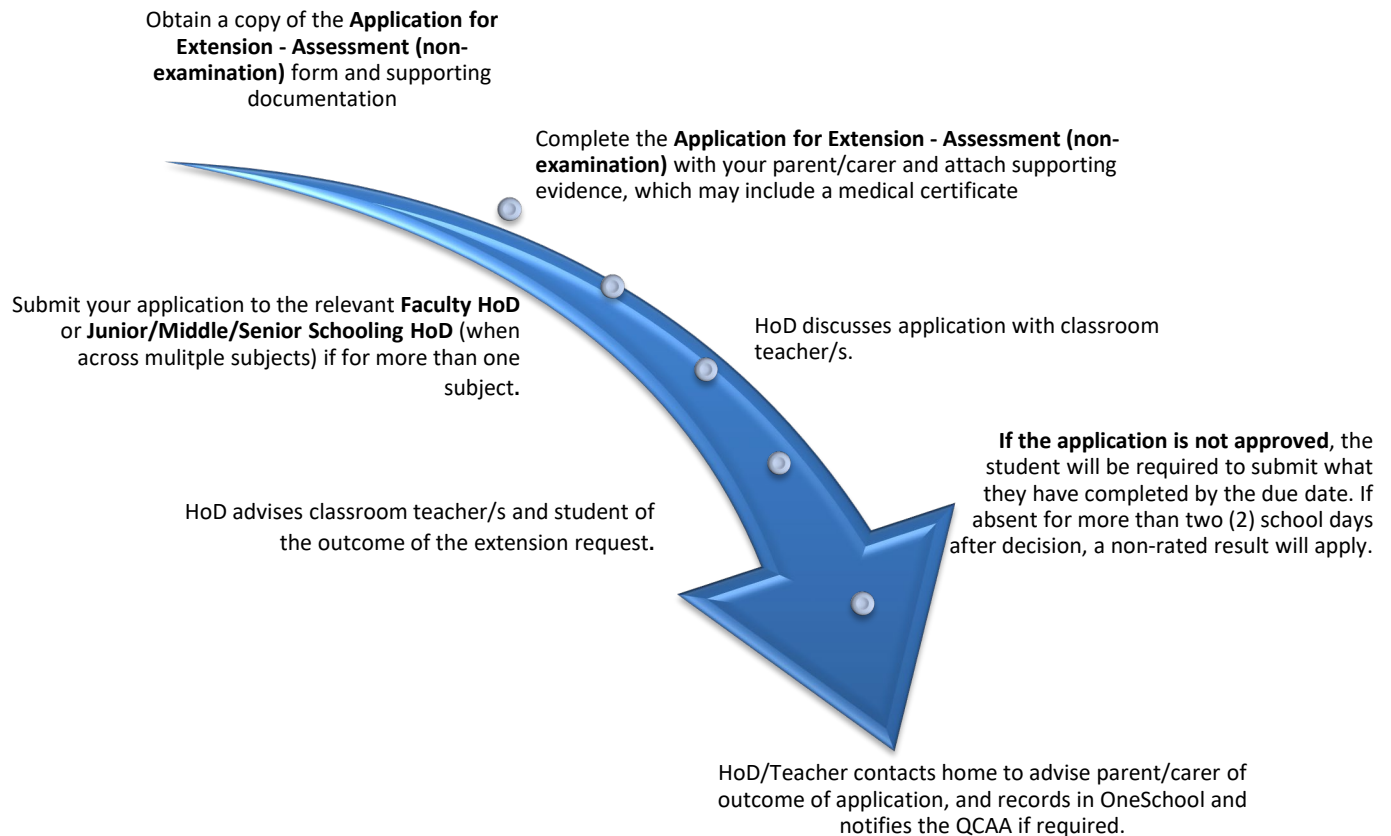 Obtain a copy of the Application for
Extension - Assessment (non-
examination) form and supporting
documentation
Complete the Application for Extension - Assessment (non-
examination) with your parent/carer and attach supporting
evidence, which may include a medical certificate
Submit your application to the relevant Faculty HoD
or Junior/Middle/Senior Schooling HoD (when
across mulitple subjects) if for more than one
subject.
HoD discusses application with classroom
teacher/s.
HoD advises classroom teacher/s and student of
the outcome of the extension request.
If the application is not approved, the
student will be required to submit what
they have completed by the due date. If
absent for more than two (2) school days
after decision, a non-rated result will apply.
HoD/Teacher contacts home to advise parent/carer of
outcome of application, and records in OneSchool and
notifies the QCAA if required.